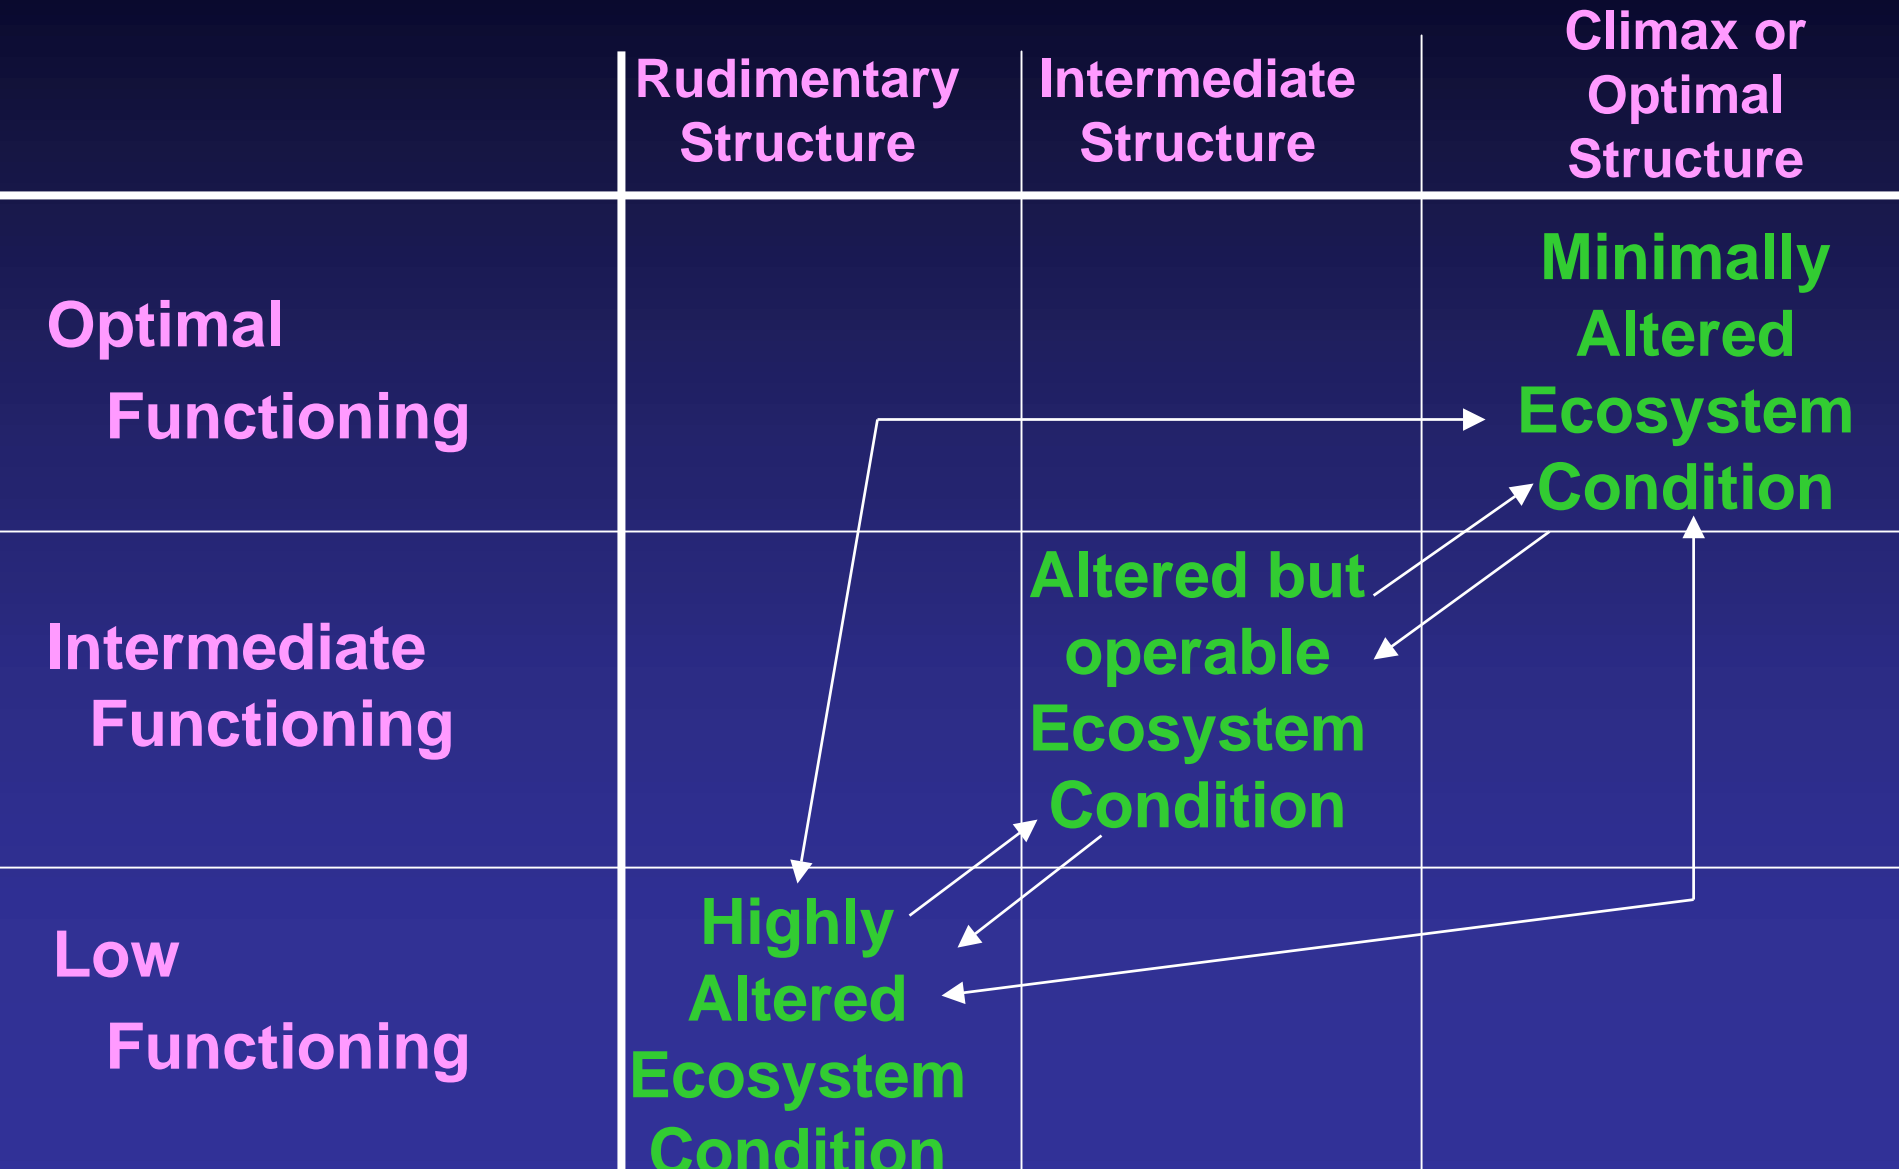 Rudimentary
Structure
Intermediate
Structure
Climax or
Optimal
Structure
Optimal
Functioning
Minimally
Altered
Ecosystem
Condition
Intermediate
Functioning
Altered but
operable
Ecosystem
Condition
Low
Functioning
Highly
Altered
Ecosystem
Condition